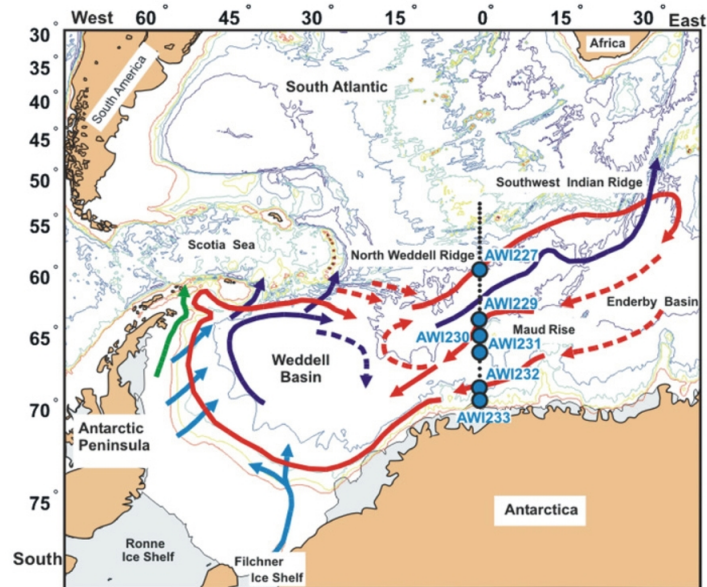 West 60° 45° 30° 15° 0° 15° 30° East
30°
35°
40°
45°
50°
55°
60°
65°
70°
75°
South
South America
Africa
South Atlantic
Southwest Indian Ridge
Scotia Sea
North Weddell Ridge
AWI227
Enderby Basin
AWI229
Maud Rise
AWI230
AWI231
Weddell
Basin
AWI232
AWI233
Antarctic
Peninsula
Antarctica
Ronne
Ice Shelf
Filchner
Ice Shelf